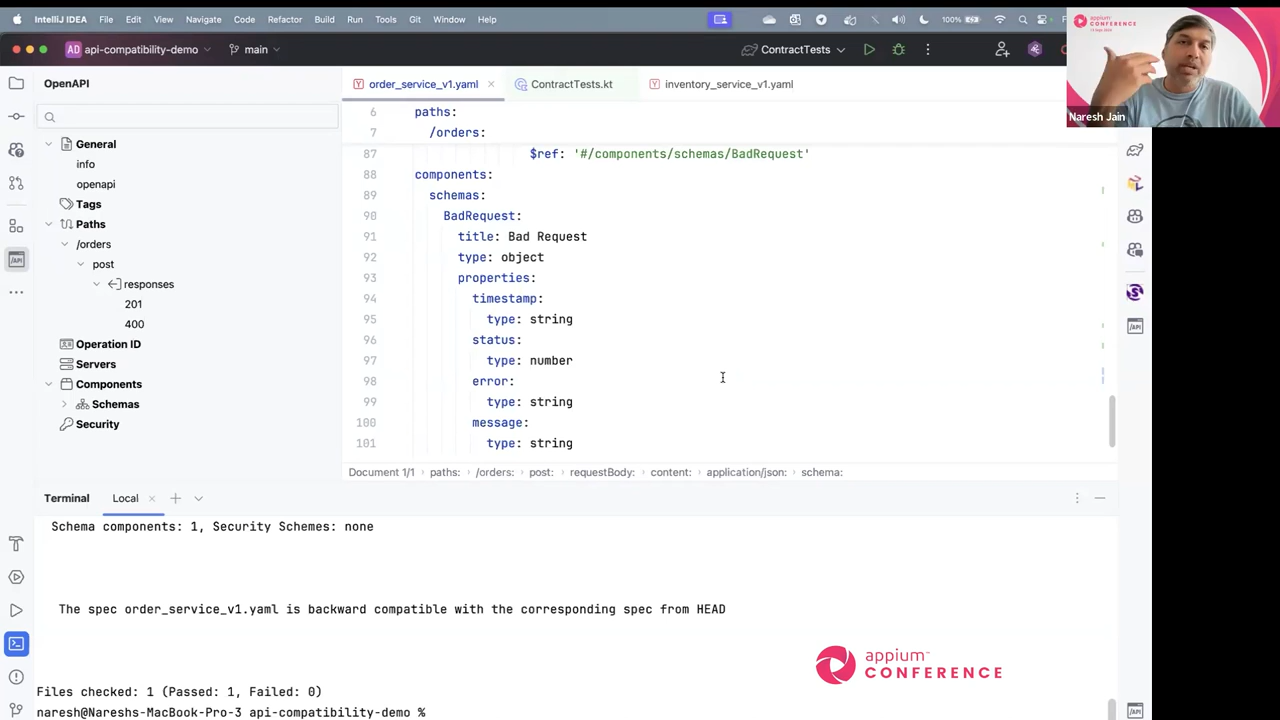 IntelliJ IDEA File Edit View Navigate Code Refactor Build Run Tools Git Window Help 100%
AD api-compatibility-demo main ContractTests
appium CONFERENCE
Naresh Jain
OpenAPI
order_service_v1.yaml ContractTests.kt inventory_service_v1.yaml
General
info
openapi
Tags
Paths
/orders
post
responses
201
400
Operation ID
Servers
Components
Schemas
Security
6 paths:
7 /orders:
87 $ref: '#/components/schemas/BadRequest'
88 components:
89 schemas:
90 BadRequest:
91 title: Bad Request
92 type: object
93 properties:
94 timestamp:
95 type: string
96 status:
97 type: number
98 error:
99 type: string
100 message:
101 type: string
Document 1/1 paths: /orders: post: requestBody: content: application/json: schema:
Terminal Local
Schema components: 1, Security Schemes: none
The spec order_service_v1.yaml is backward compatible with the corresponding spec from HEAD
appium™
CONFERENCE
Files checked: 1 (Passed: 1, Failed: 0)
naresh@Nareshs-MacBook-Pro-3 api-compatibility-demo %